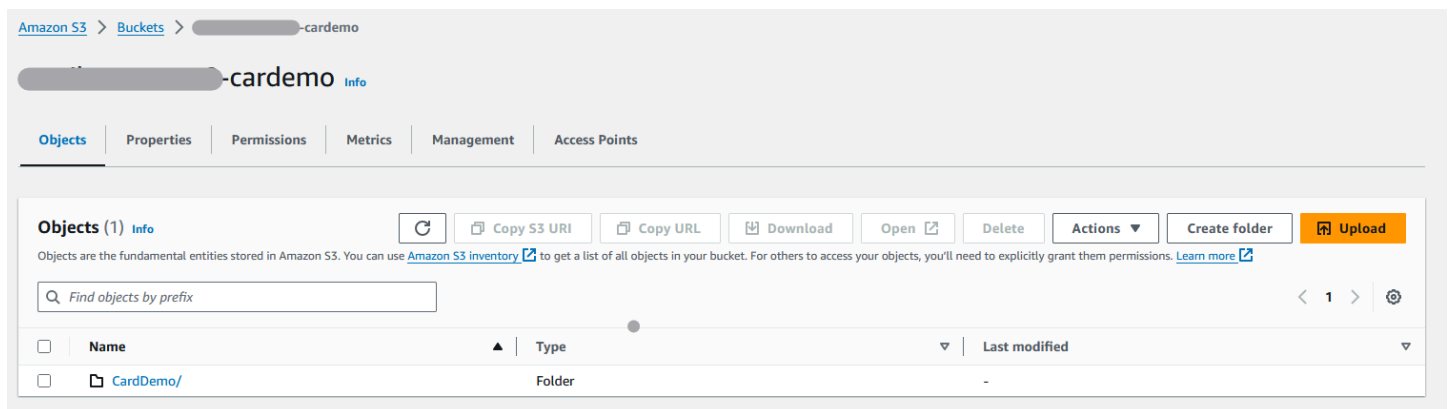 Amazon S3 > Buckets > -cardemo
-cardemo Info
Objects Properties Permissions Metrics Management Access Points
Objects (1) Info Copy S3 URI Copy URL Download Open Delete Actions ▼ Create folder Upload
Objects are the fundamental entities stored in Amazon S3. You can use Amazon S3 inventory to get a list of all objects in your bucket. For others to access your objects, you'll need to explicitly grant them permissions. Learn more
Find objects by prefix < 1 >
Name ▲ Type ▽ Last modified ▽
CardDemo/ Folder -